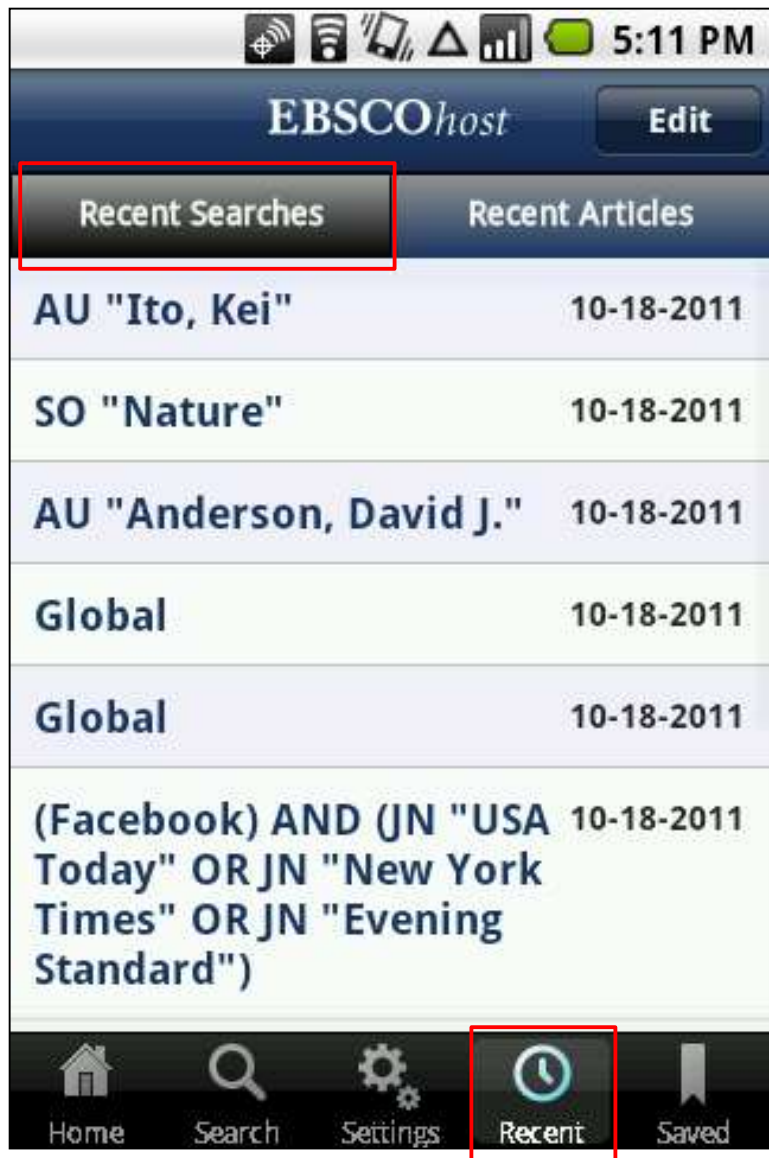 5:11 PM
EBSCOhost
Edit
Recent Searches
Recent Articles
AU "Ito, Kei"
10-18-2011
SO "Nature"
10-18-2011
AU "Anderson, David J."
10-18-2011
Global
10-18-2011
Global
10-18-2011
(Facebook) AND (JN "USA
10-18-2011
Today" OR JN "New York
Times" OR JN "Evening
Standard")
Home
Search
Settings
Recent
Saved